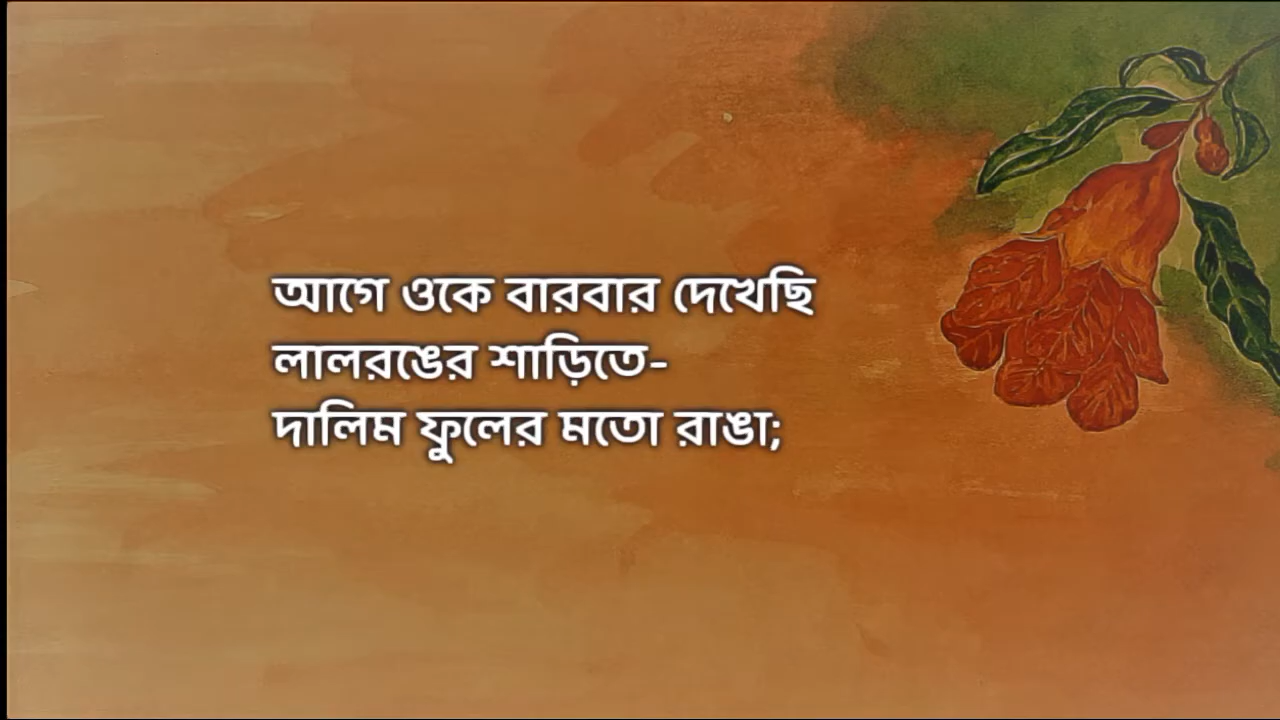 আগে ওকে বারবার দেখেছি
লালরঙের শাড়িতে-
দালিম ফুলের মতো রাঙা;